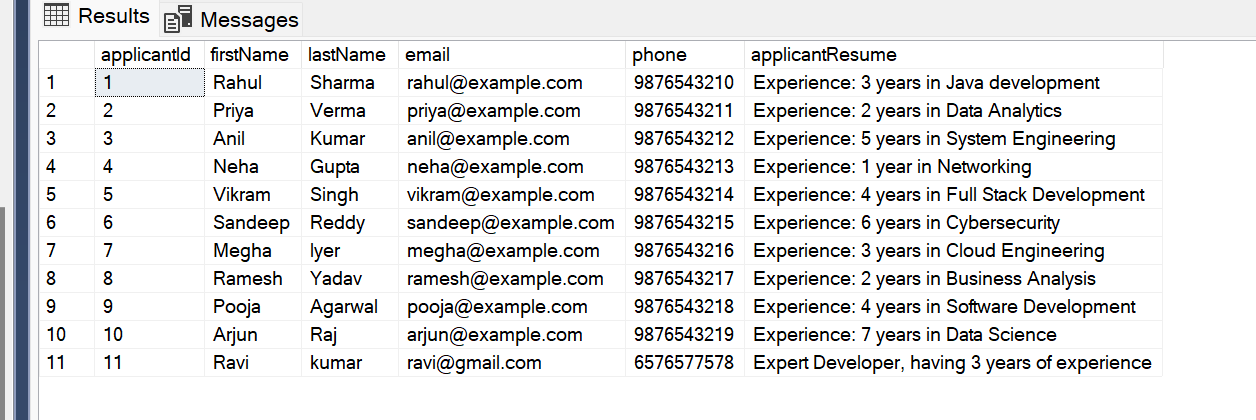 Results Messages
applicantId firstName lastName email phone applicantResume
1 1 Rahul Sharma rahul@example.com 9876543210 Experience: 3 years in Java development
2 2 Priya Verma priya@example.com 9876543211 Experience: 2 years in Data Analytics
3 3 Anil Kumar anil@example.com 9876543212 Experience: 5 years in System Engineering
4 4 Neha Gupta neha@example.com 9876543213 Experience: 1 year in Networking
5 5 Vikram Singh vikram@example.com 9876543214 Experience: 4 years in Full Stack Development
6 6 Sandeep Reddy sandeep@example.com 9876543215 Experience: 6 years in Cybersecurity
7 7 Megha Iyer megha@example.com 9876543216 Experience: 3 years in Cloud Engineering
8 8 Ramesh Yadav ramesh@example.com 9876543217 Experience: 2 years in Business Analysis
9 9 Pooja Agarwal pooja@example.com 9876543218 Experience: 4 years in Software Development
10 10 Arjun Raj arjun@example.com 9876543219 Experience: 7 years in Data Science
11 11 Ravi kumar ravi@gmail.com 6576577578 Expert Developer, having 3 years of experience